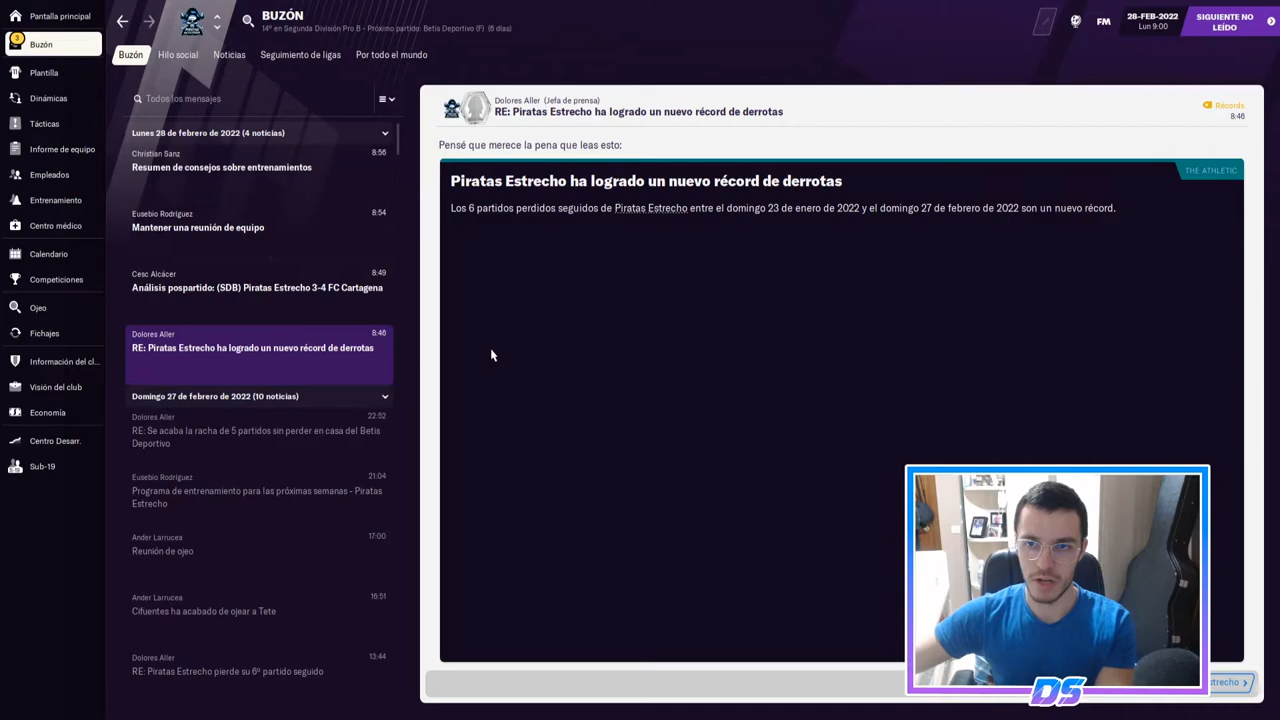 Pantalla principal
3
Buzón
Plantilla
Dinámicas
Tácticas
Informe de equipo
Empleados
Entrenamiento
Centro médico
Calendario
Competiciones
Ojeo
Fichajes
Información del cl...
Visión del club
Economía
Centro Desarr.
Sub-19
BUZÓN
14º en Segunda División Pro B - Próximo partido: Betis Deportivo (F) (6 días)
FM
28-FEB-2022
Lun 9:00
SIGUIENTE NO LEÍDO
Buzón
Hilo social
Noticias
Seguimiento de ligas
Por todo el mundo
Todos los mensajes
Lunes 28 de febrero de 2022 (4 noticias)
Christian Sanz 8:56
Resumen de consejos sobre entrenamientos
Eusebio Rodríguez 8:54
Mantener una reunión de equipo
Cesc Alcácer 8:49
Análisis pospartido: (SDB) Piratas Estrecho 3-4 FC Cartagena
Dolores Aller 8:46
RE: Piratas Estrecho ha logrado un nuevo récord de derrotas
Domingo 27 de febrero de 2022 (10 noticias)
Dolores Aller 22:52
RE: Se acaba la racha de 5 partidos sin perder en casa del Betis
Deportivo
Eusebio Rodríguez 21:04
Programa de entrenamiento para las próximas semanas - Piratas
Estrecho
Ander Larrucea 17:00
Reunión de ojeo
Ander Larrucea 16:51
Cifuentes ha acabado de ojear a Tete
Dolores Aller 13:44
RE: Piratas Estrecho pierde su 6º partido seguido
Dolores Aller (Jefa de prensa)
RE: Piratas Estrecho ha logrado un nuevo récord de derrotas
Récords
8:46
Pensé que merece la pena que leas esto:
THE ATHLETIC
Piratas Estrecho ha logrado un nuevo récord de derrotas
Los 6 partidos perdidos seguidos de Piratas Estrecho entre el domingo 23 de enero de 2022 y el domingo 27 de febrero de 2022 son un nuevo récord.
DS